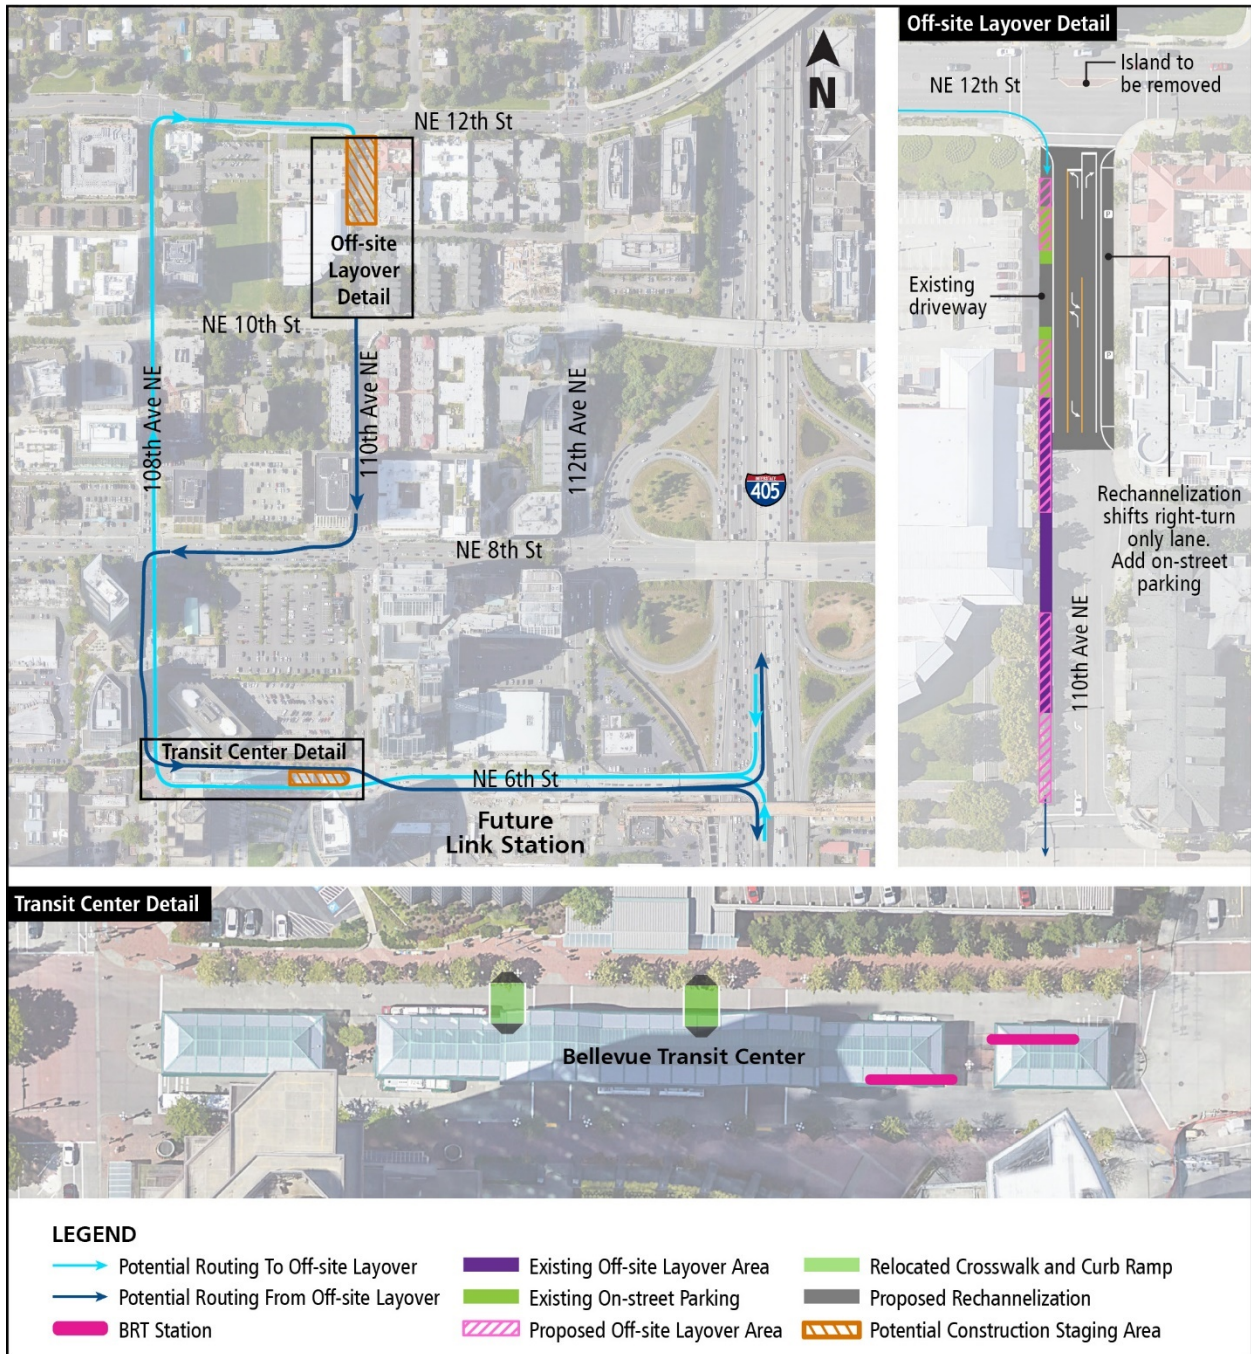 N
NE 12th St
Off-site
Layover
Detail
NE 10th St
108th Ave NE
110th Ave NE
112th Ave NE
405
NE 8th St
Transit Center Detail
NE 6th St
Future
Link Station
Off-site Layover Detail
NE 12th St
Island to
be removed
P
Existing
driveway
P
Rechannelization
shifts right-turn
only lane.
Add on-street
parking
110th Ave NE
Transit Center Detail
Bellevue Transit Center
LEGEND
Potential Routing To Off-site Layover
Existing Off-site Layover Area
Relocated Crosswalk and Curb Ramp
Potential Routing From Off-site Layover
Existing On-street Parking
Proposed Rechannelization
BRT Station
Proposed Off-site Layover Area
Potential Construction Staging Area